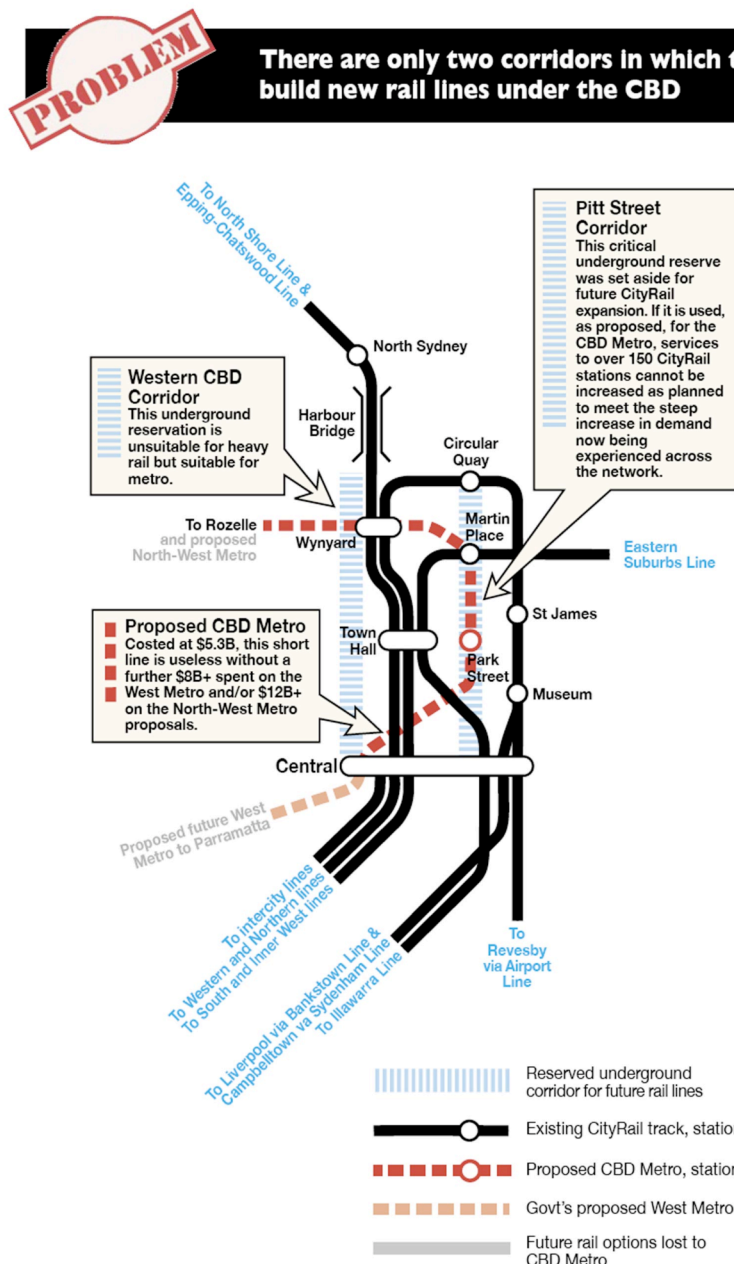 PROBLEM
There are only two corridors in which t
build new rail lines under the CBD
To North Shore Line &
Epping-Chatswood Line
Pitt Street
Corridor
This critical
underground reserve
was set aside for
future CityRail
expansion. If it is used,
as proposed, for the
CBD Metro, services
to over 150 CityRail
stations cannot be
increased as planned
to meet the steep
increase in demand
now being
experienced across
the network.
North Sydney
Western CBD
Corridor
This underground
reservation is
unsuitable for heavy
rail but suitable for
metro.
Harbour
Bridge
Circular
Quay
To Rozelle
and proposed
North-West Metro
Wynyard
Martin
Place
Eastern
Suburbs Line
Proposed CBD Metro
Costed at $5.3B, this short
line is useless without a
further $8B+ spent on the
West Metro and/or $12B+
on the North-West Metro
proposals.
Town
Hall
St James
Park
Street
Museum
Central
Proposed future West
Metro to Parramatta
To intercity lines
To Western and Northern lines
To South and Inner West lines
To Liverpool via Bankstown Line &
Campbelltown va Sydenham Line
To Illawarra Line
To
Revesby
via Airport
Line
Reserved underground
corridor for future rail lines
Existing CityRail track, station
Proposed CBD Metro, station
Govt's proposed West Metro
Future rail options lost to
CBD Metro